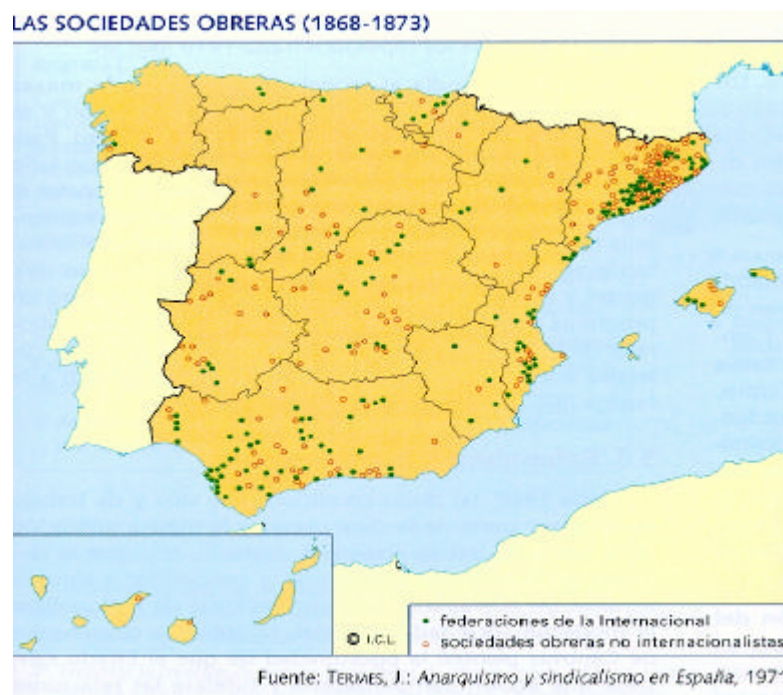 LAS SOCIEDADES OBRERAS (1868-1873)
federaciones de la Internacional
© I.C.L.
sociedades obreras no internacionalistas
Fuente: TERMES, J.: Anarquismo y sindicalismo en España, 197